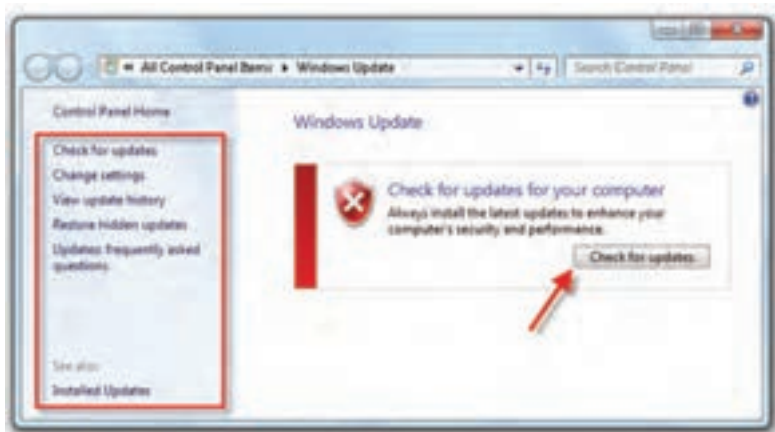 « All Control Panel Items ▸ Windows Update
Search Control Panel
Control Panel Home
Check for updates
Change settings
View update history
Restore hidden updates
Updates: frequently asked
questions
See also
Installed Updates
Windows Update
Check for updates for your computer
Always install the latest updates to enhance your
computer's security and performance.
Check for updates